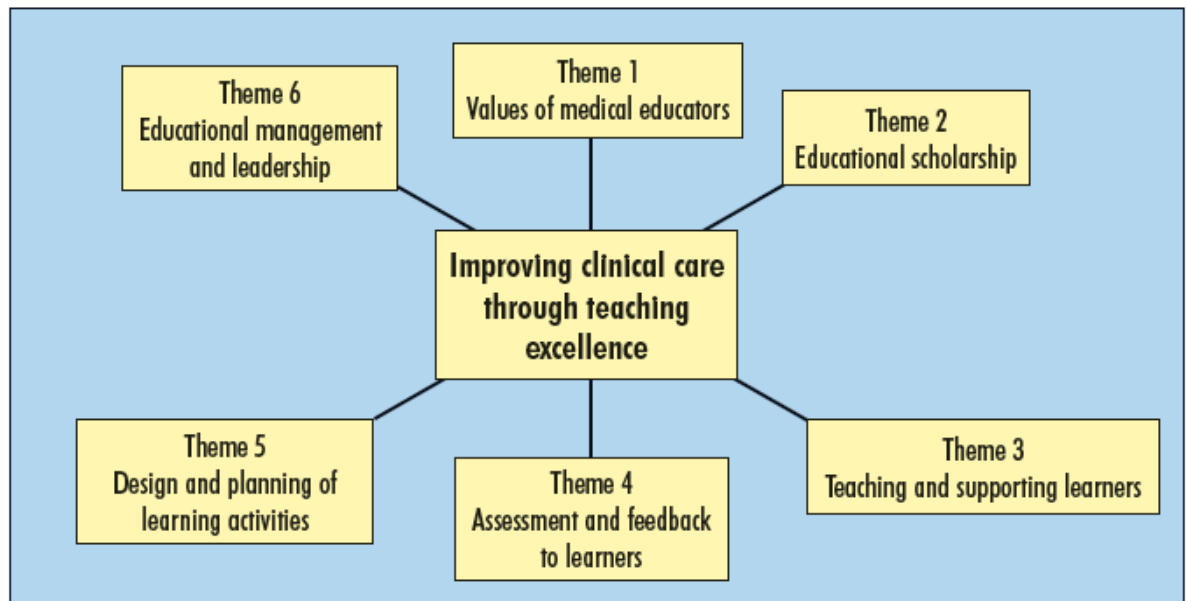 Theme 1
Values of medical educators
Theme 2
Educational scholarship
Theme 3
Teaching and supporting learners
Theme 4
Assessment and feedback
to learners
Theme 5
Design and planning of
learning activities
Theme 6
Educational management
and leadership
Improving clinical care
through teaching
excellence